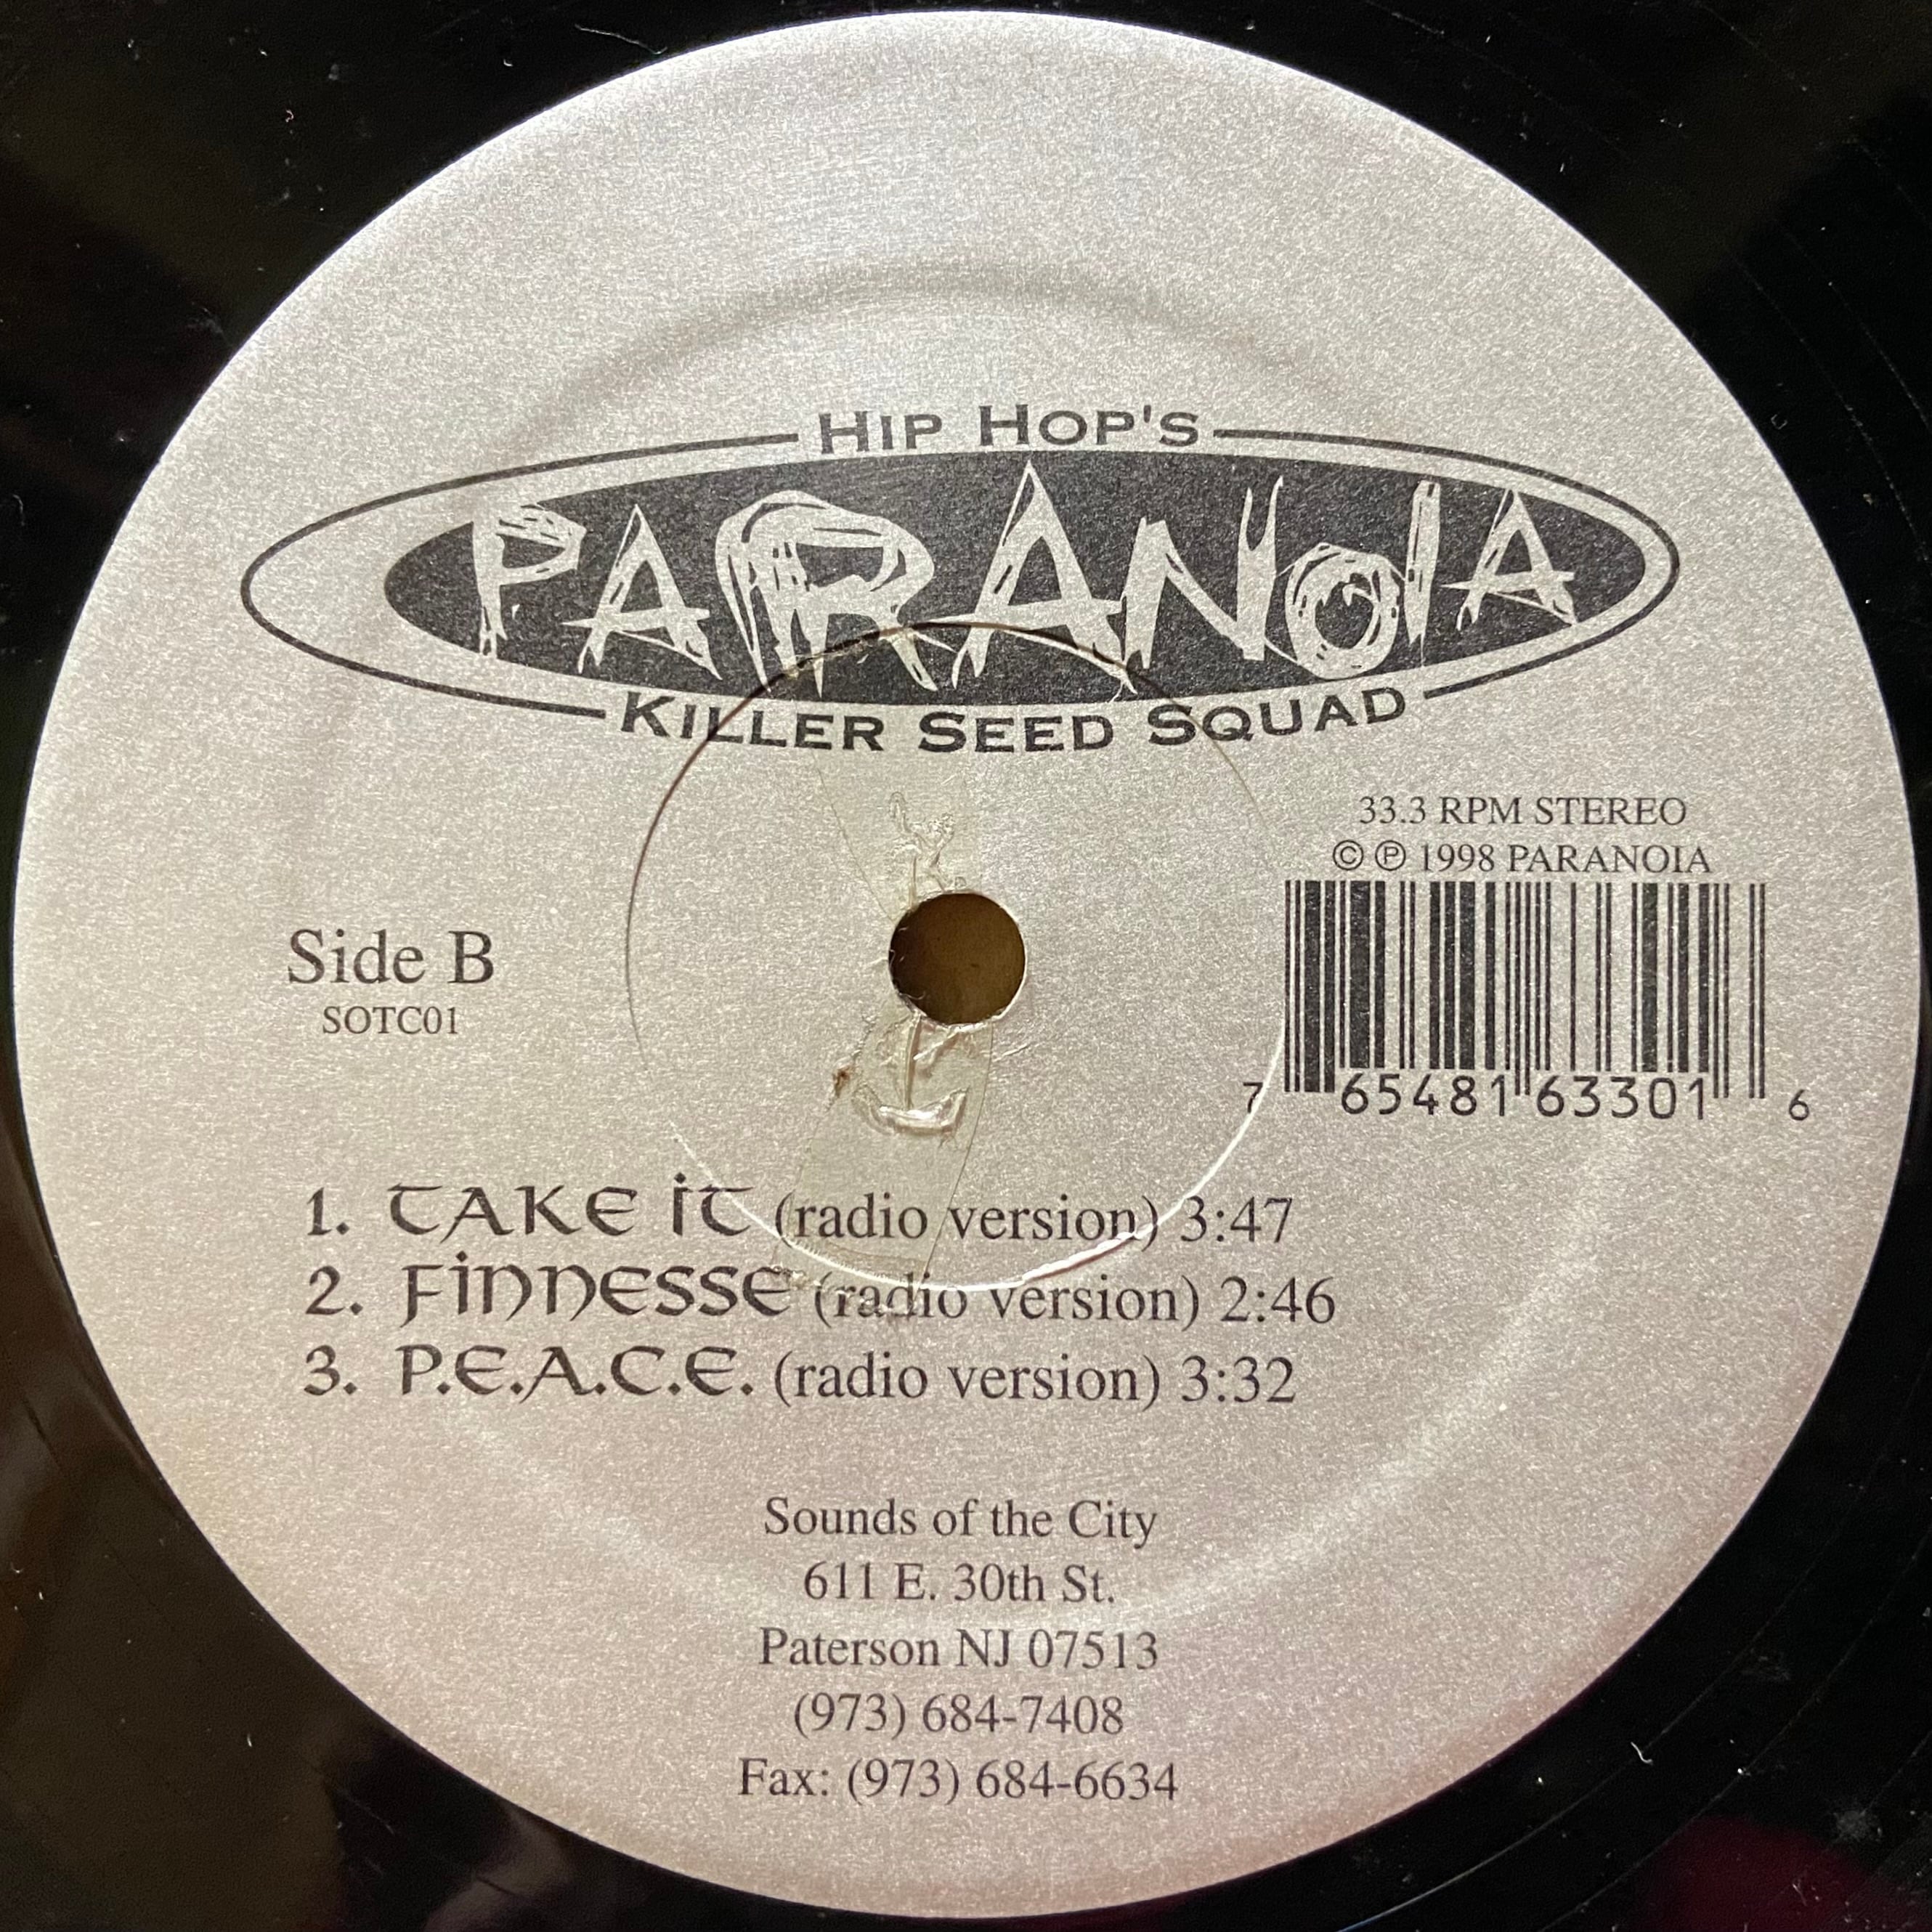 HIP HOP'S
PARANOIA
KILLER SEED SQUAD
33.3 RPM STEREO
© ℗ 1998 PARANOIA
7 65481 63301 6
Side B
SOTC01
1. TAKE IT (radio version) 3:47
2. FINNESSE (radio version) 2:46
3. P.E.A.C.E. (radio version) 3:32
Sounds of the City
611 E. 30th St.
Paterson NJ 07513
(973) 684-7408
Fax: (973) 684-6634